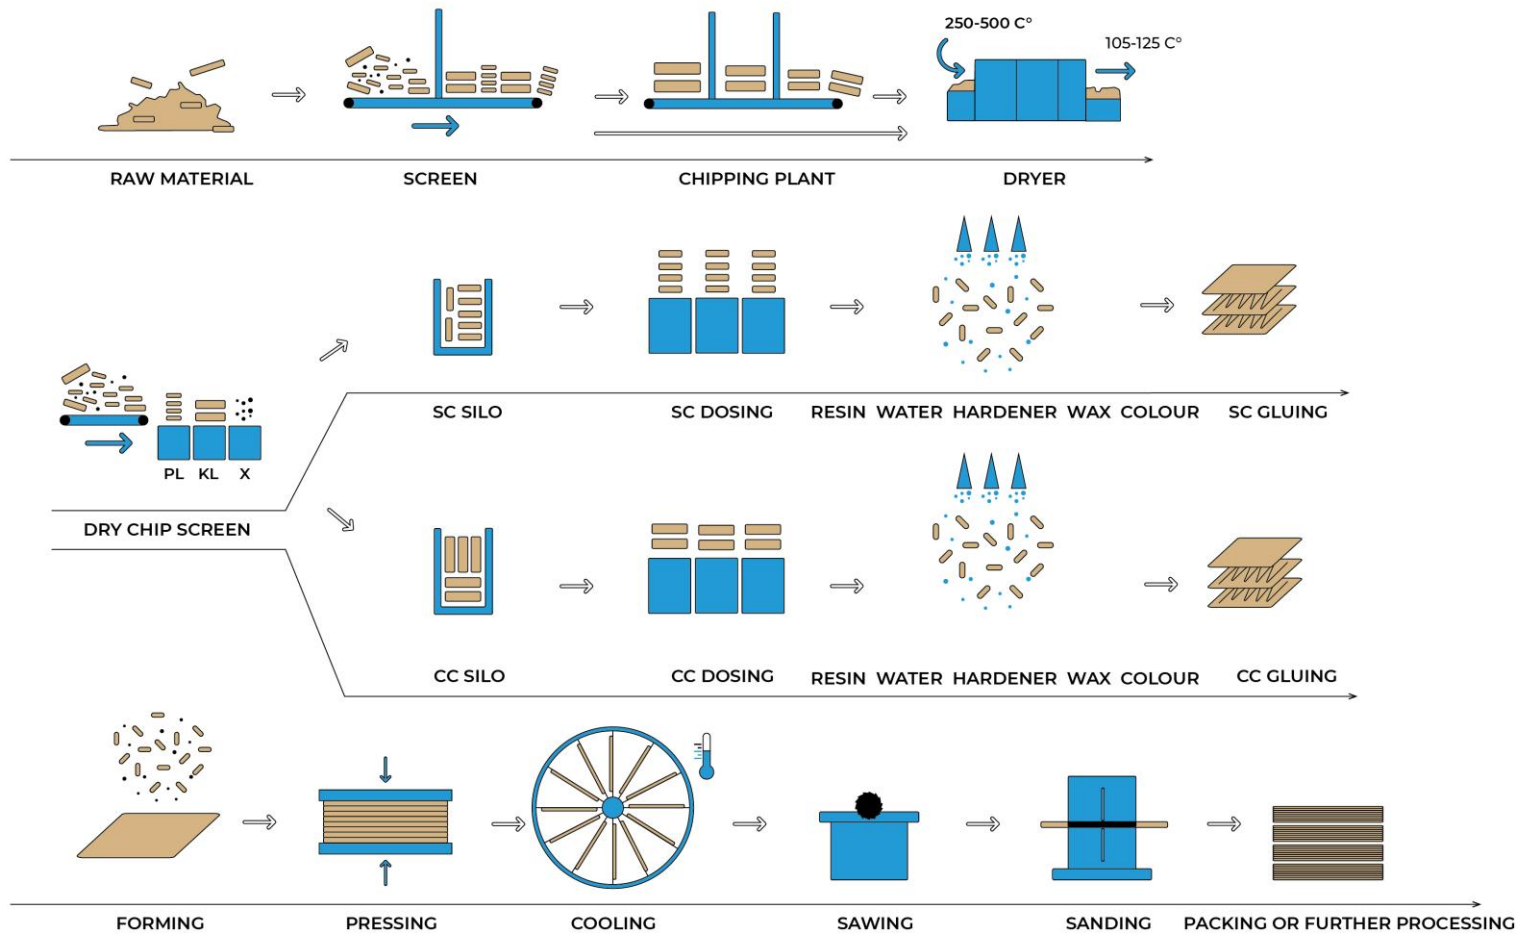 250-500 C°
105-125 C°
RAW MATERIAL
SCREEN
CHIPPING PLANT
DRYER
PL KL X
DRY CHIP SCREEN
SC SILO
SC DOSING
RESIN WATER HARDENER WAX COLOUR
SC GLUING
CC SILO
CC DOSING
RESIN WATER HARDENER WAX COLOUR
CC GLUING
FORMING
PRESSING
COOLING
SAWING
SANDING
PACKING OR FURTHER PROCESSING